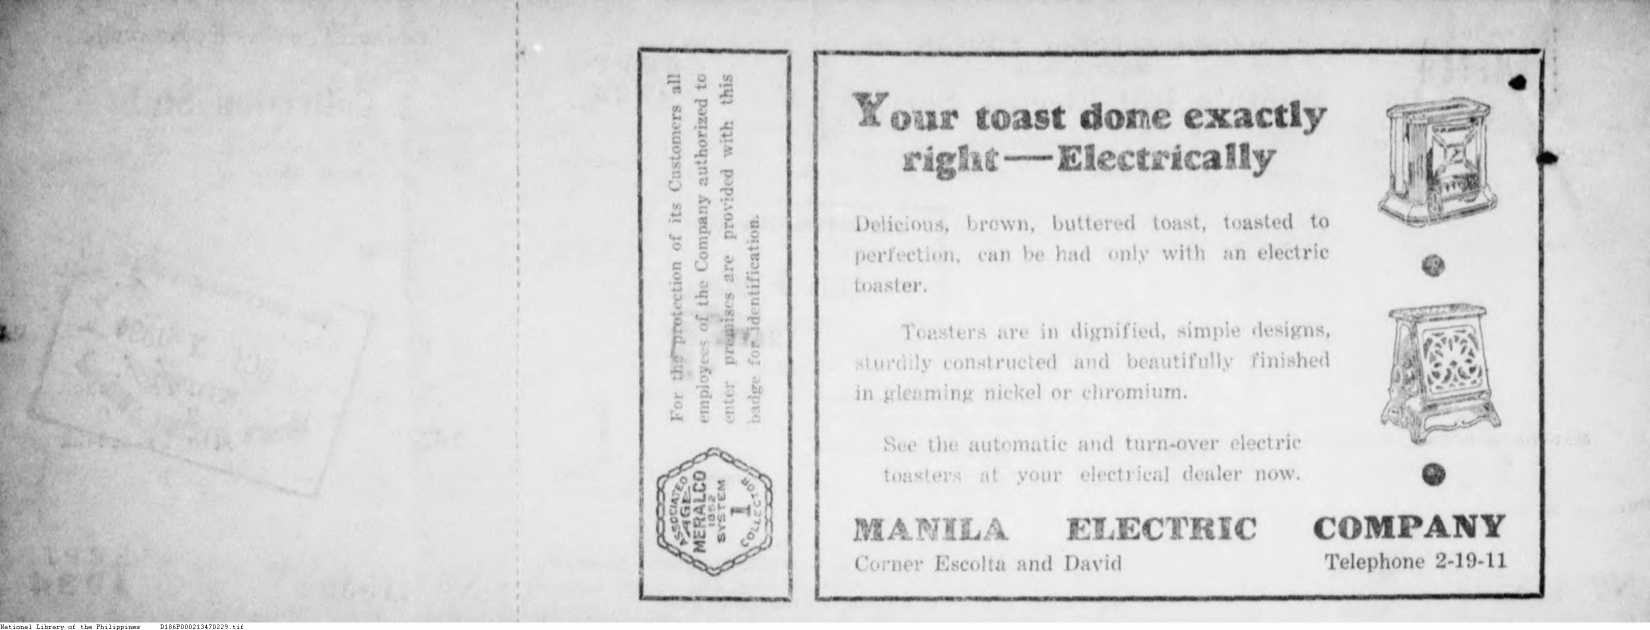 For the protection of its Customers all
employees of the Company authorized to
enter premises are provided with this
badge for identification.
ASSOCIATED
AGE
MERALCO
1852
SYSTEM
1
COLLECTOR
Your toast done exactly
right—Electrically
Delicious, brown, buttered toast, toasted to
perfection, can be had only with an electric
toaster.
Toasters are in dignified, simple designs,
sturdily constructed and beautifully finished
in gleaming nickel or chromium.
See the automatic and turn-over electric
toasters at your electrical dealer now.
MANILA ELECTRIC COMPANY
Corner Escolta and David
Telephone 2-19-11
National Library of the Philippines D186P000213470229.tif